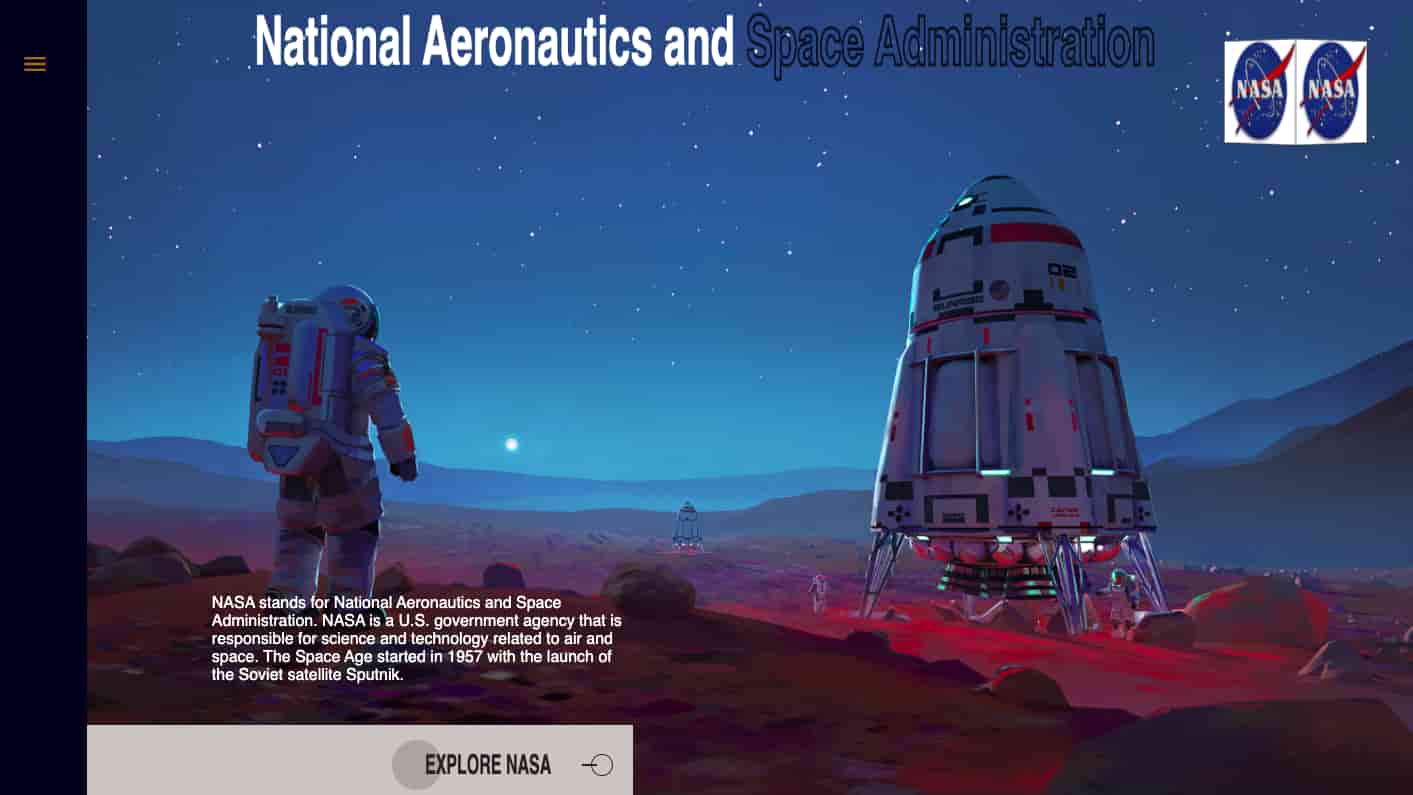 National Aeronautics and Space Administration
NASA NASA
02
NASA stands for National Aeronautics and Space
Administration. NASA is a U.S. government agency that is
responsible for science and technology related to air and
space. The Space Age started in 1957 with the launch of
the Soviet satellite Sputnik.
EXPLORE NASA